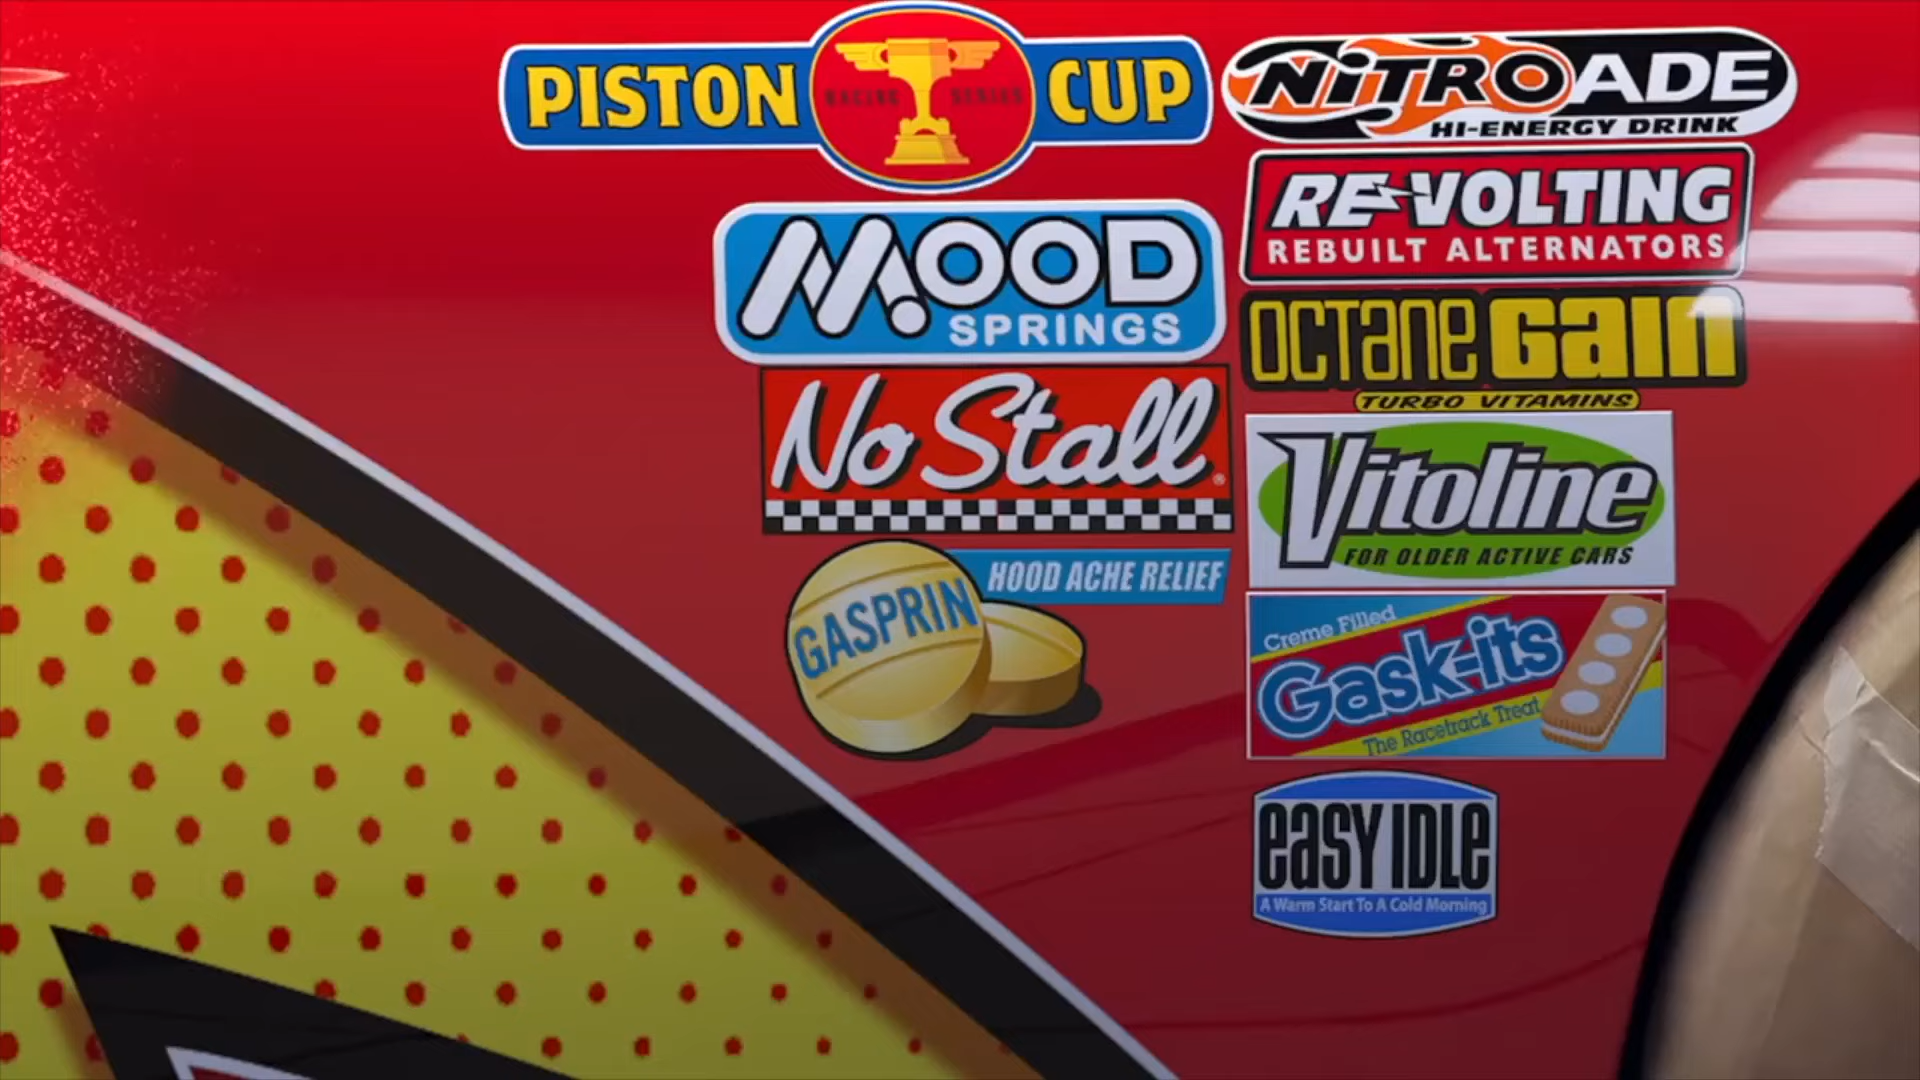 PISTON CUP
RACING SERIES
MOOD
SPRINGS
No Stall
®
HOOD ACHE RELIEF
GASPRIN
NiTROADE
HI-ENERGY DRINK
RE-VOLTING
REBUILT ALTERNATORS
OCTANE GAIN
TURBO VITAMINS
Vitoline
FOR OLDER ACTIVE CARS
Creme Filled
Gask-its
The Racetrack Treat
easy IDLE
A Warm Start To A Cold Morning